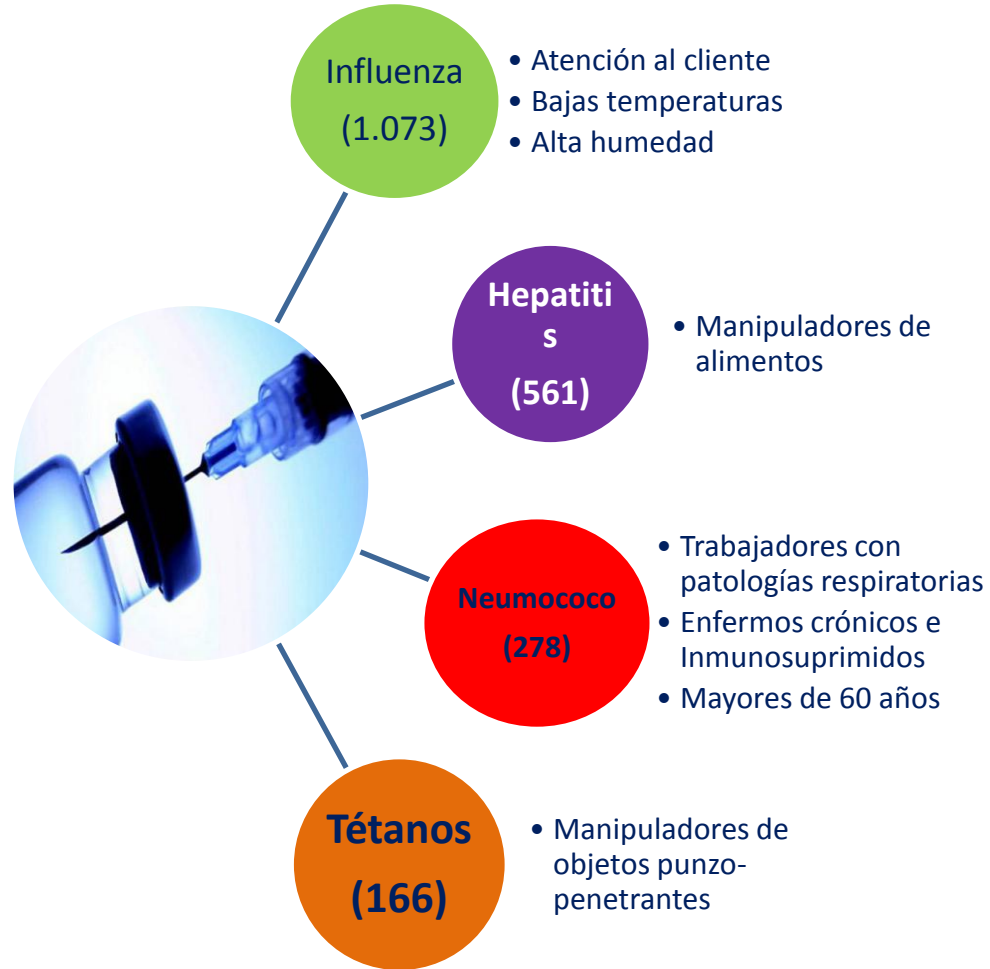 Influenza
(1.073)
• Atención al cliente
• Bajas temperaturas
• Alta humedad
Hepatiti
s
(561)
• Manipuladores de
alimentos
Neumococo
(278)
• Trabajadores con
patologías respiratorias
• Enfermos crónicos e
Inmunosuprimidos
• Mayores de 60 años
Tétanos
(166)
• Manipuladores de
objetos punzo-
penetrantes